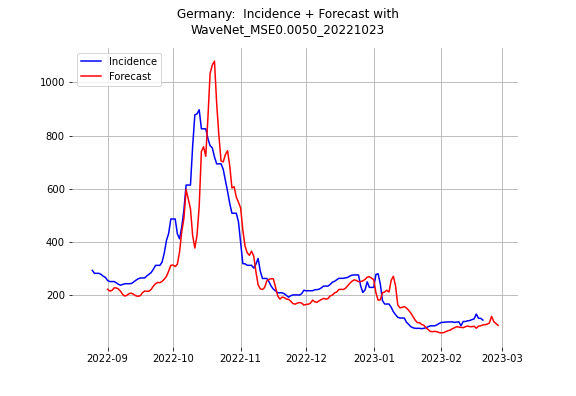 Germany:  Incidence + Forecast with
WaveNet_MSE0.0050_20221023
Incidence
Forecast
1000
800
600
400
200
2022-09 2022-10 2022-11 2022-12 2023-01 2023-02 2023-03